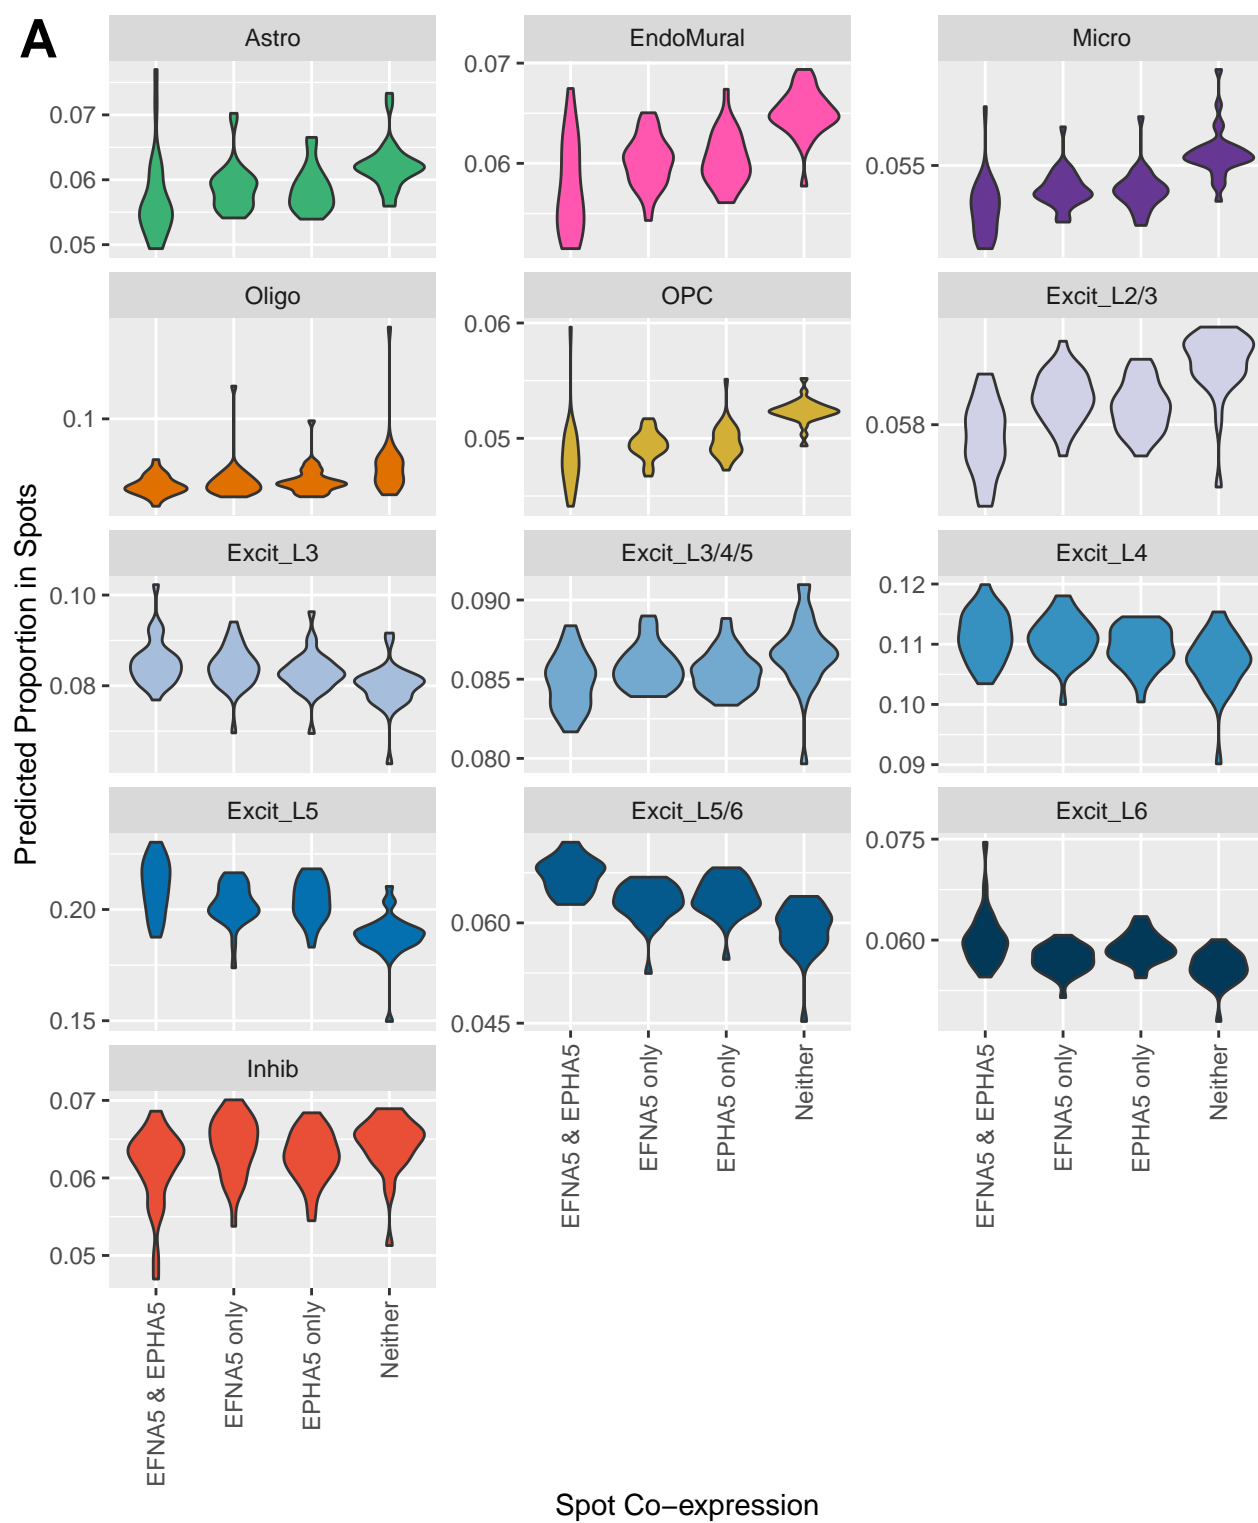 A
Astro
EndoMural
Micro
0.07
0.06
0.05
0.07
0.06
0.055
Oligo
OPC
Excit_L2/3
0.1
0.06
0.05
0.058
Excit_L3
Excit_L3/4/5
Excit_L4
0.10
0.08
0.090
0.085
0.080
0.12
0.11
0.10
0.09
Excit_L5
Excit_L5/6
Excit_L6
0.20
0.15
0.060
0.045
0.075
0.060
Inhib
0.07
0.06
0.05
EFNA5 & EPHA5
EFNA5 only
EPHA5 only
Neither
EFNA5 & EPHA5
EFNA5 only
EPHA5 only
Neither
EFNA5 & EPHA5
EFNA5 only
EPHA5 only
Neither
Predicted Proportion in Spots
Spot Co−expression